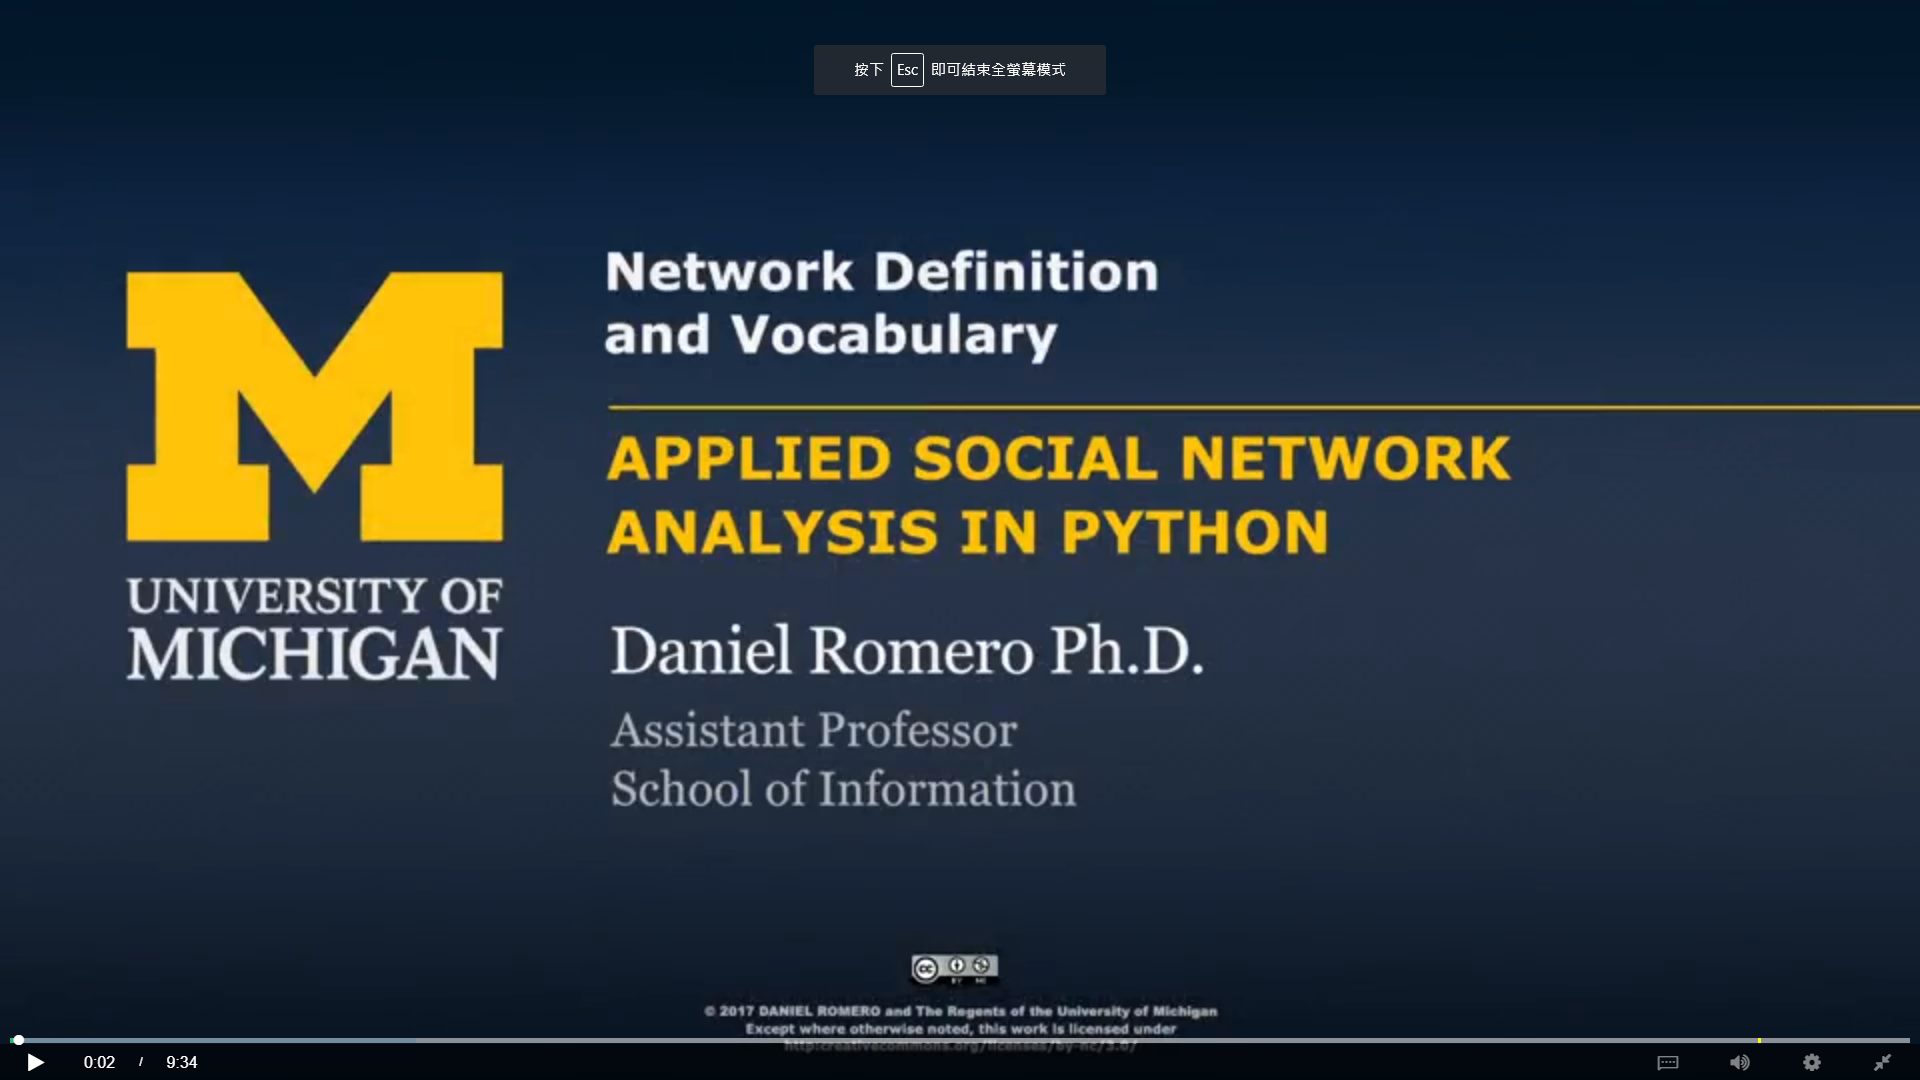 按下 Esc 即可結束全螢幕模式
Network Definition
and Vocabulary
APPLIED SOCIAL NETWORK
ANALYSIS IN PYTHON
M
UNIVERSITY OF
MICHIGAN
Daniel Romero Ph.D.
Assistant Professor
School of Information
cc
BY NC
© 2017 DANIEL ROMERO and The Regents of the University of Michigan
Except where otherwise noted, this work is licensed under
http:creativecommons.org/licenses/by-nc/3.0/
0:02 / 9:34